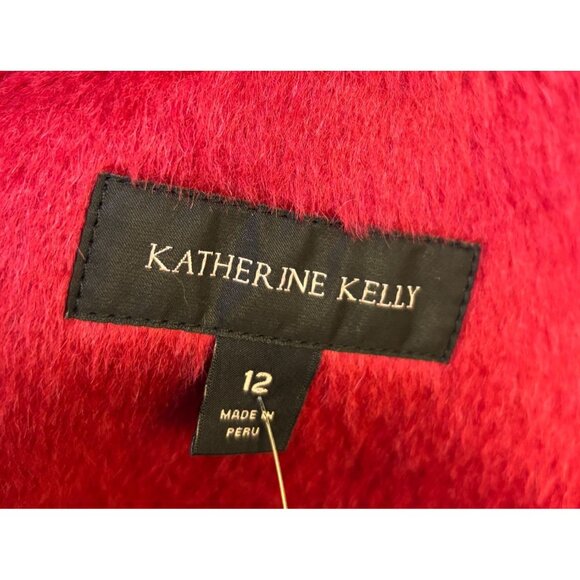 KATHERINE KELLY
12
MADE IN
PERU